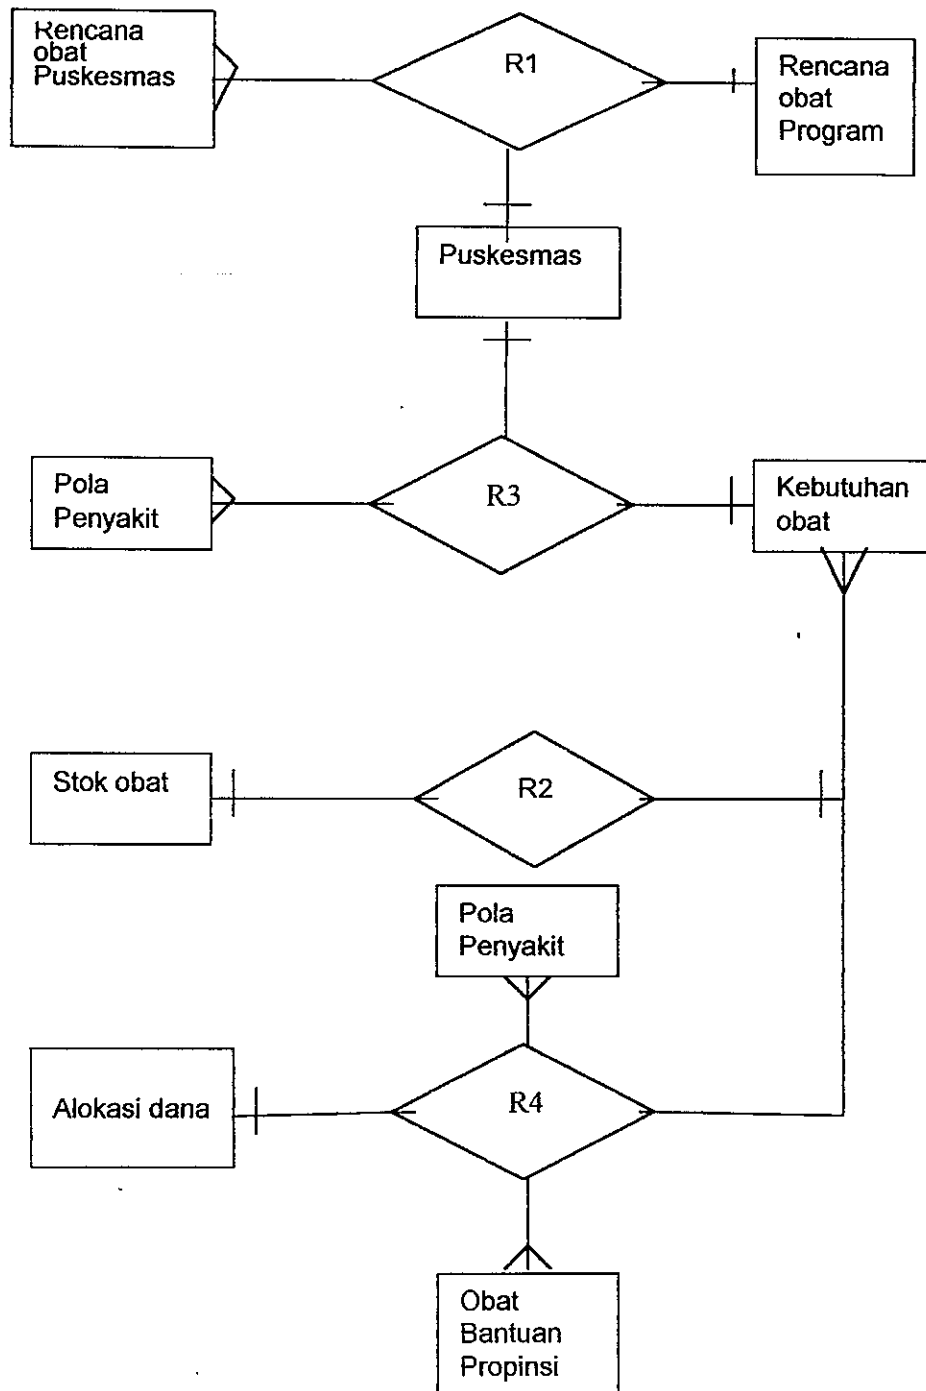 Rencana
obat
Puskesmas
R1
Rencana
obat
Program
Puskesmas
Pola
Penyakit
R3
Kebutuhan
obat
Stok obat
R2
Pola
Penyakit
Alokasi dana
R4
Obat
Bantuan
Propinsi